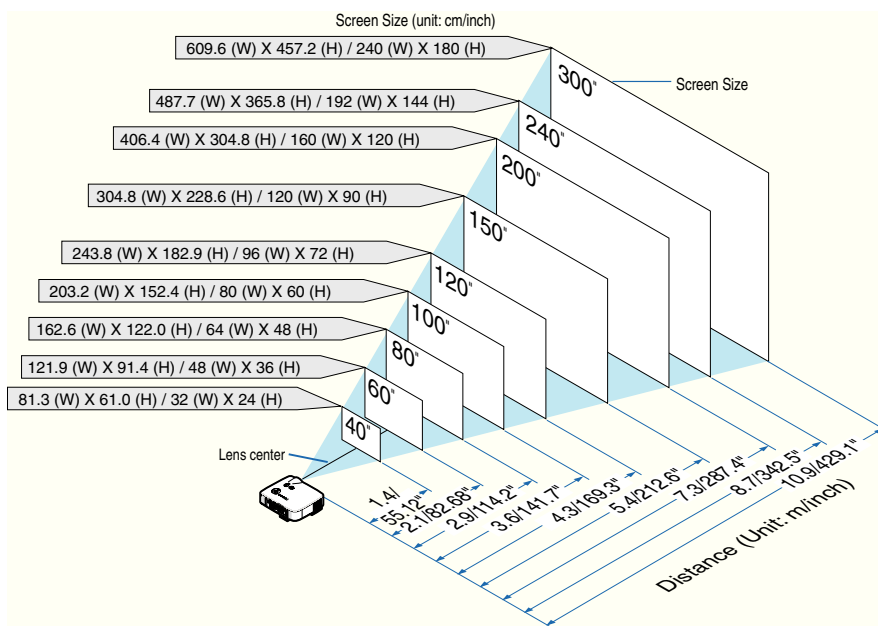 Screen Size (unit: cm/inch)
609.6 (W) X 457.2 (H) / 240 (W) X 180 (H)
300"
Screen Size
487.7 (W) X 365.8 (H) / 192 (W) X 144 (H)
240"
406.4 (W) X 304.8 (H) / 160 (W) X 120 (H)
200"
304.8 (W) X 228.6 (H) / 120 (W) X 90 (H)
150"
243.8 (W) X 182.9 (H) / 96 (W) X 72 (H)
120"
203.2 (W) X 152.4 (H) / 80 (W) X 60 (H)
100"
162.6 (W) X 122.0 (H) / 64 (W) X 48 (H)
80"
121.9 (W) X 91.4 (H) / 48 (W) X 36 (H)
60"
81.3 (W) X 61.0 (H) / 32 (W) X 24 (H)
40"
Lens center
1.4/
55.12"
2.1/82.68"
2.9/114.2"
3.6/141.7"
4.3/169.3"
5.4/212.6"
7.3/287.4"
8.7/342.5"
10.9/429.1"
Distance (Unit: m/inch)